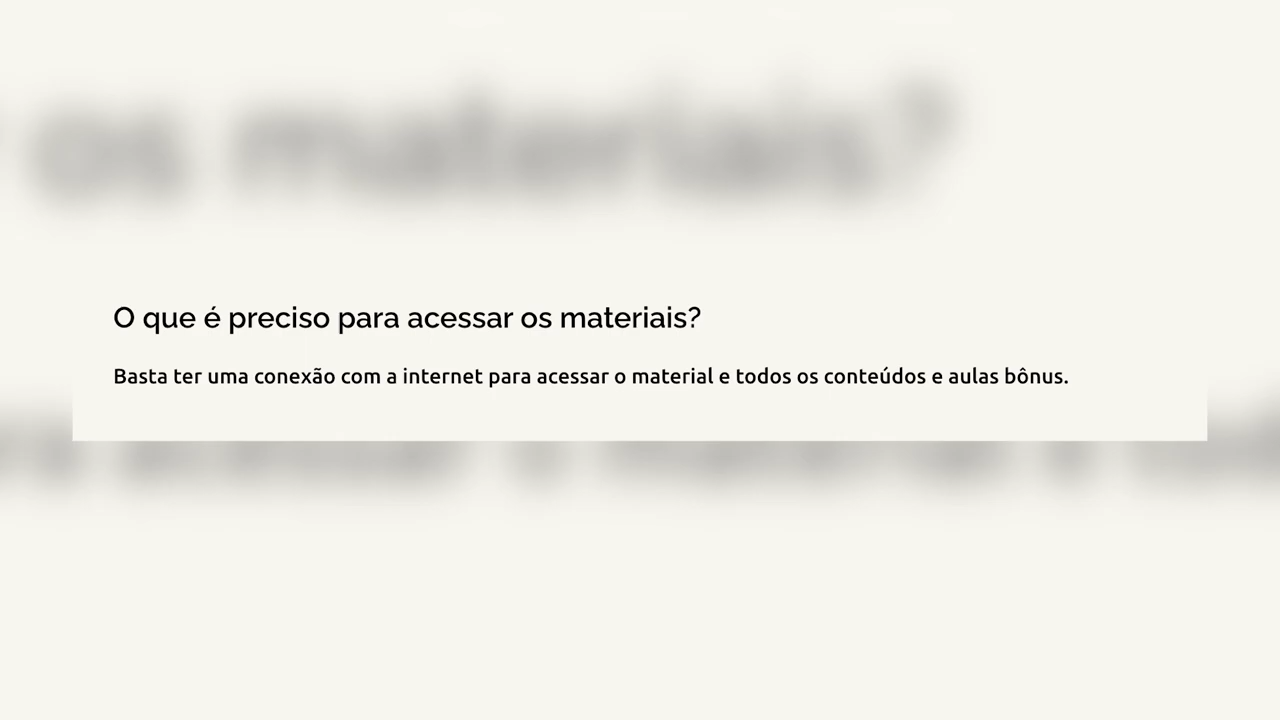 O que é preciso para acessar os materiais?
Basta ter uma conexão com a internet para acessar o material e todos os conteúdos e aulas bônus.